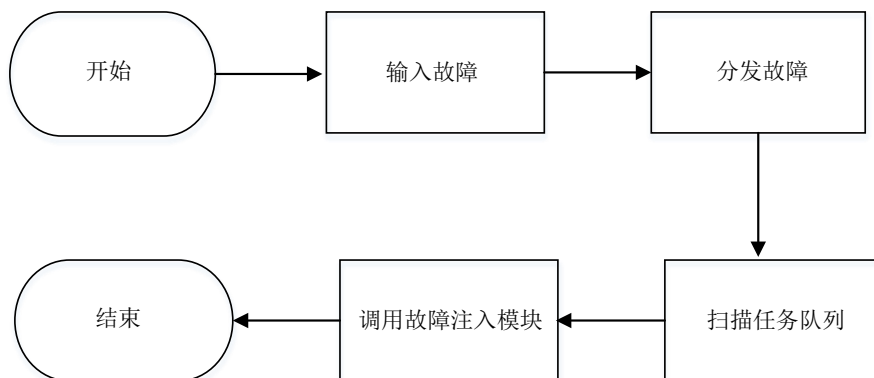 开始
输入故障
分发故障
扫描任务队列
调用故障注入模块
结束